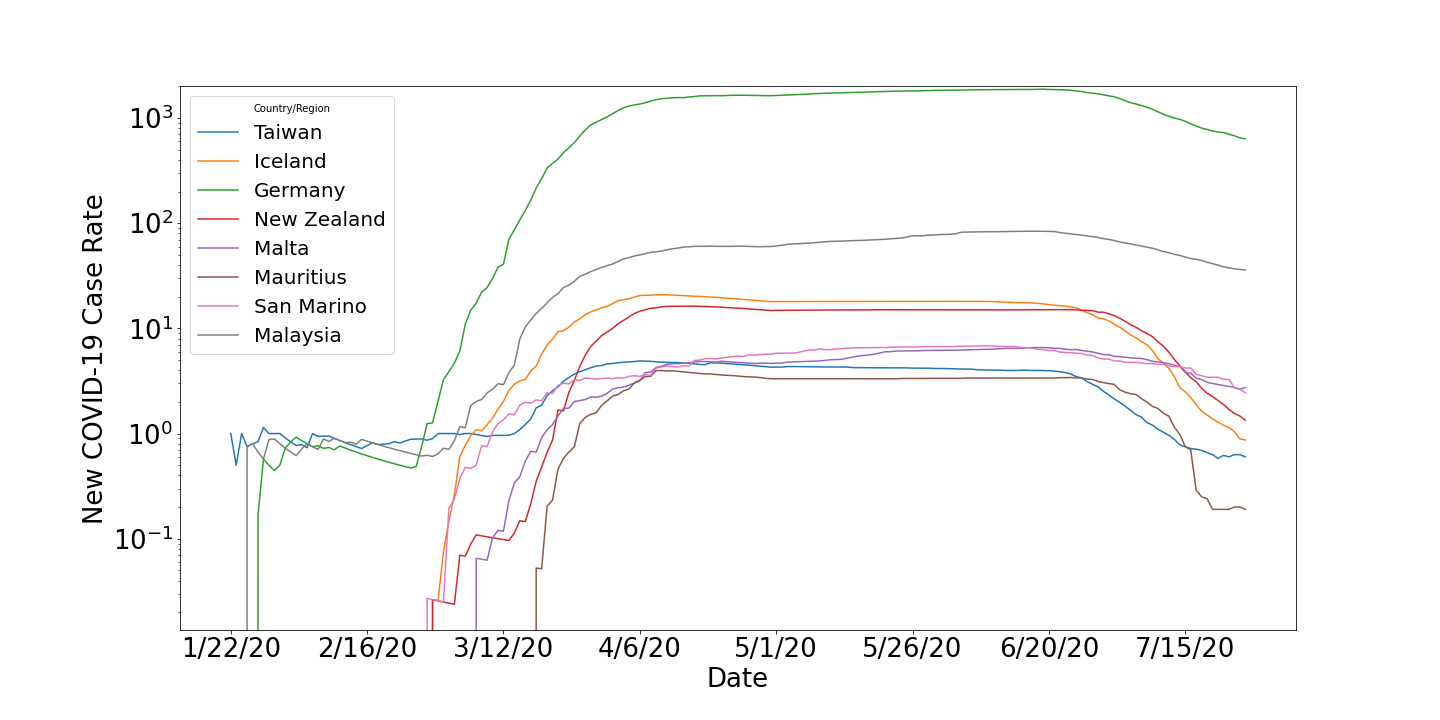 Country/Region
Taiwan
Iceland
Germany
New Zealand
Malta
Mauritius
San Marino
Malaysia
New COVID-19 Case Rate
10³
10²
10¹
10⁰
10⁻¹
1/22/20 2/16/20 3/12/20 4/6/20 5/1/20 5/26/20 6/20/20 7/15/20
Date